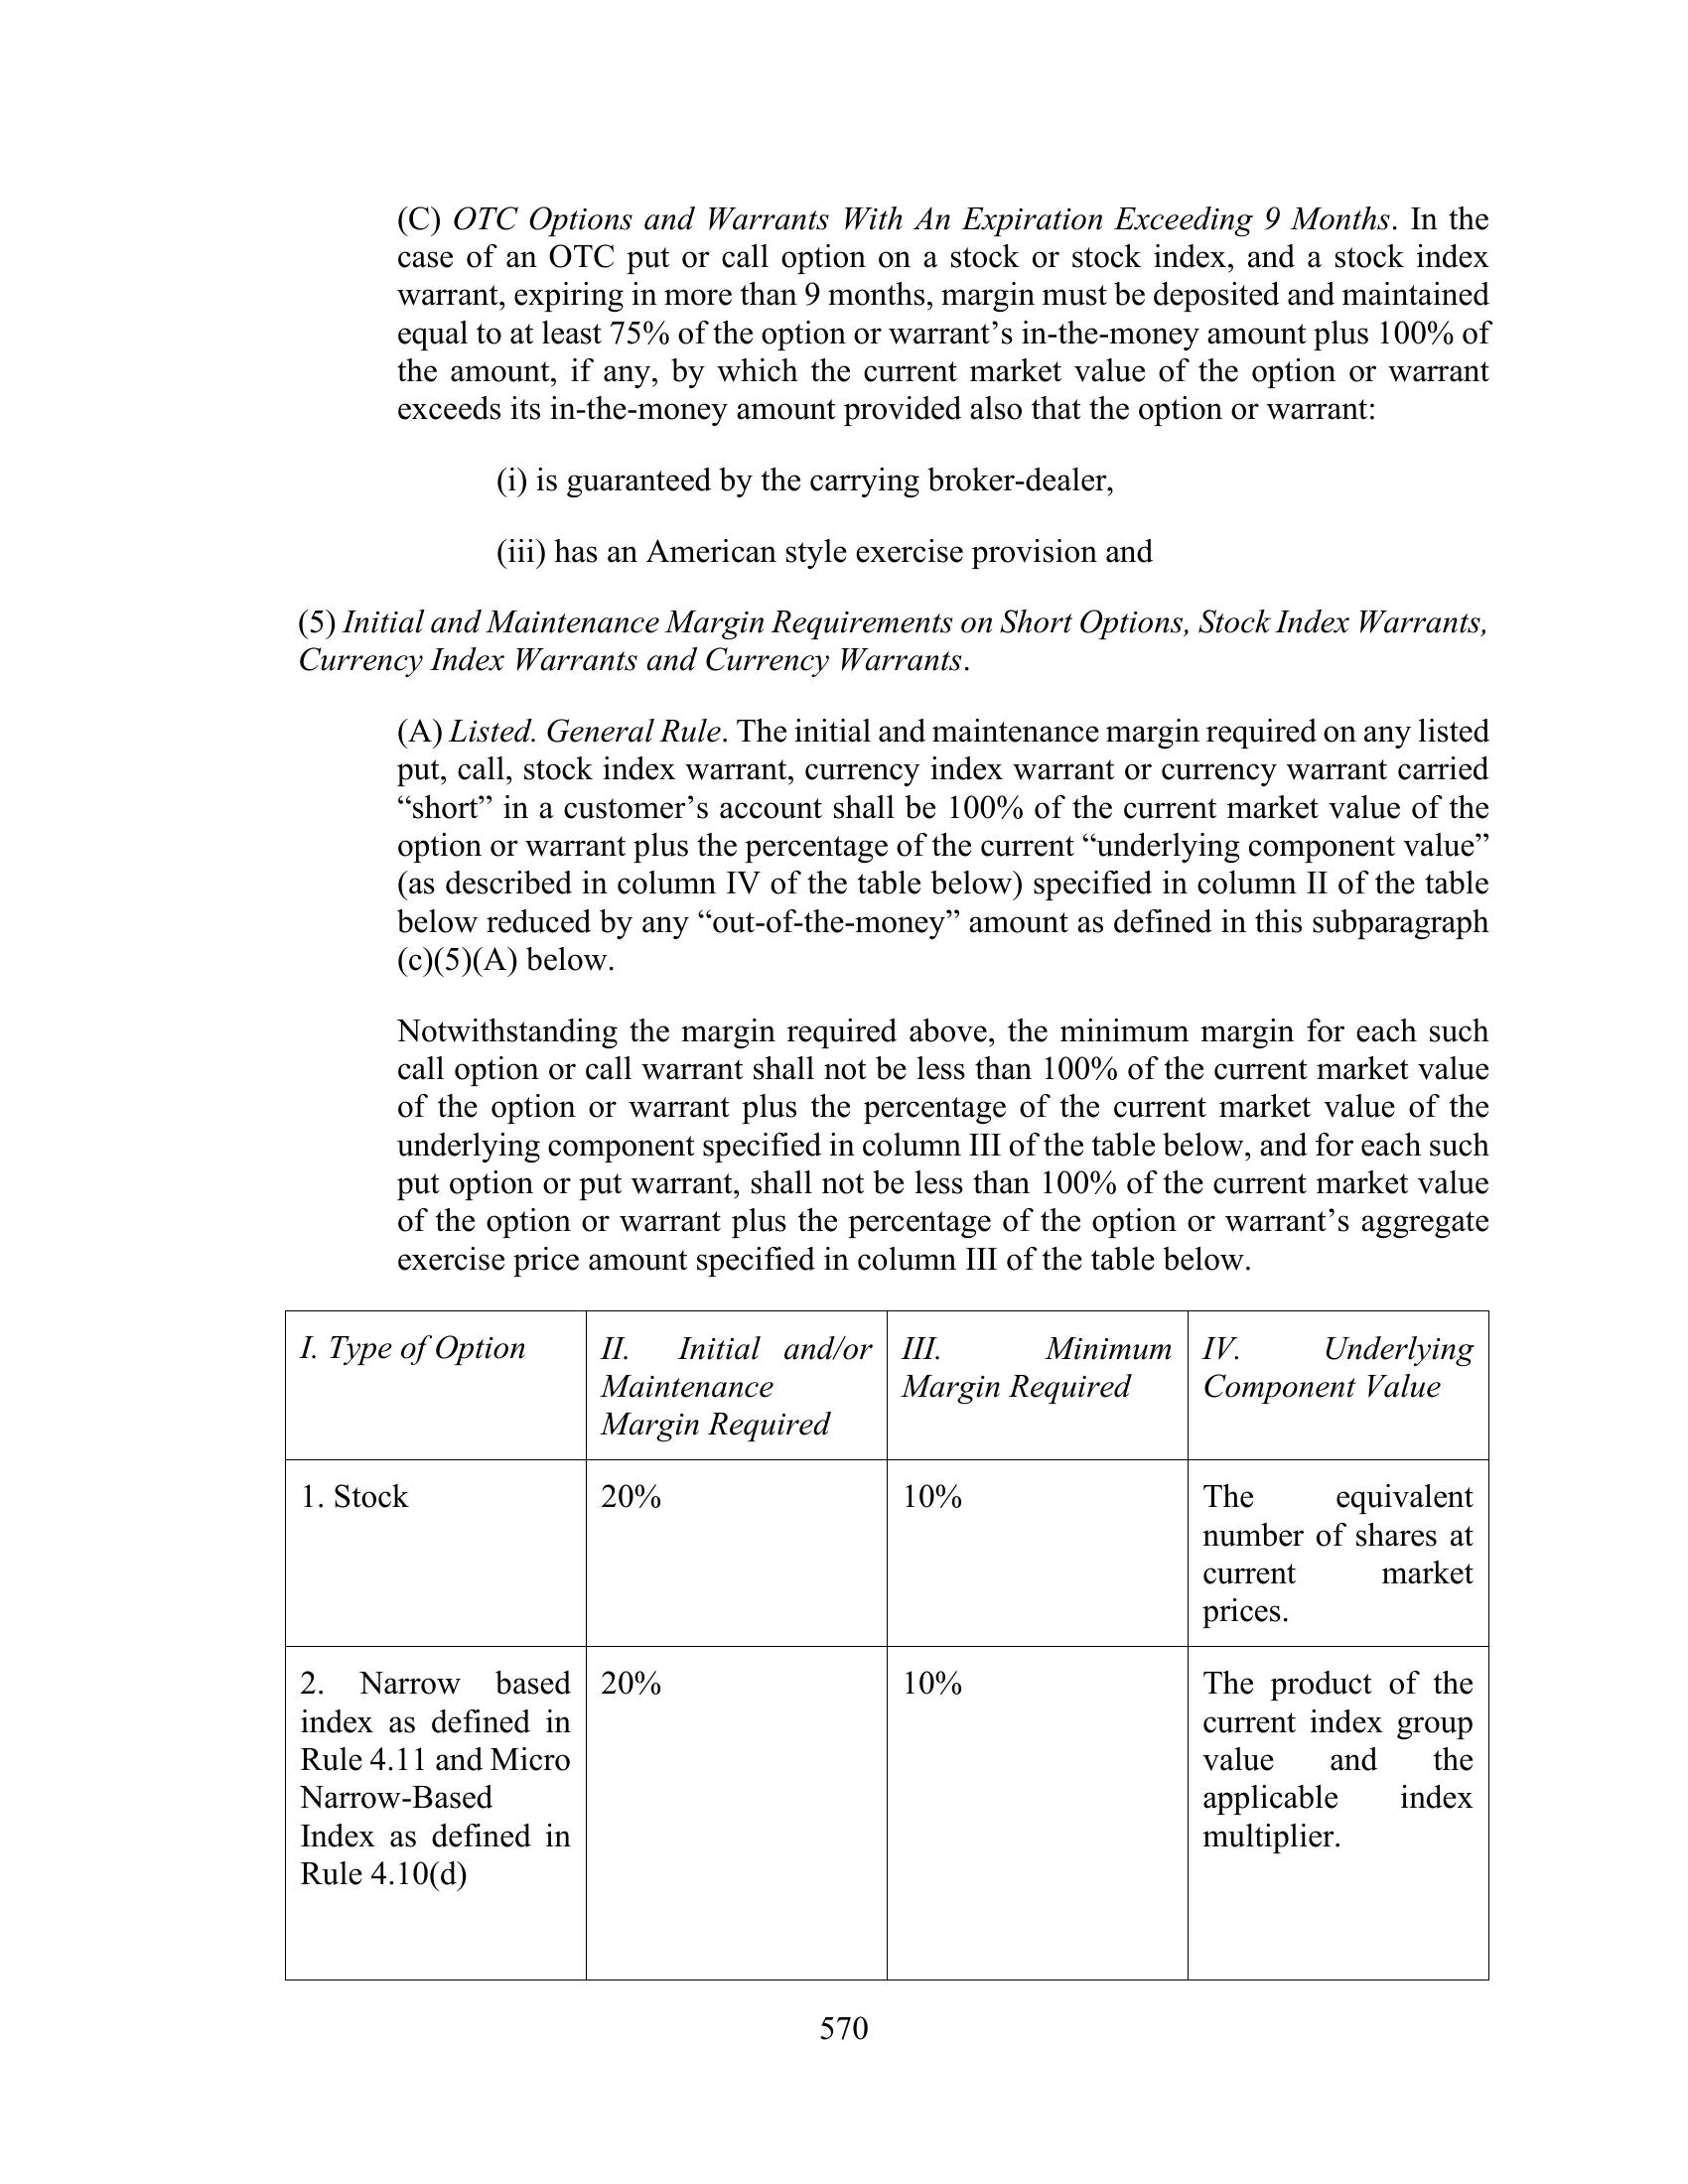 (C) OTC Options and Warrants With An Expiration Exceeding 9 Months. In the
case of an OTC put or call option on a stock or stock index, and a stock index
warrant, expiring in more than 9 months, margin must be deposited and maintained
equal to at least 75% of the option or warrant’s in-the-money amount plus 100% of
the amount, if any, by which the current market value of the option or warrant
exceeds its in-the-money amount provided also that the option or warrant:
(i) is guaranteed by the carrying broker-dealer,
(iii) has an American style exercise provision and
(5) Initial and Maintenance Margin Requirements on Short Options, Stock Index Warrants,
Currency Index Warrants and Currency Warrants.
(A) Listed. General Rule. The initial and maintenance margin required on any listed
put, call, stock index warrant, currency index warrant or currency warrant carried
“short” in a customer’s account shall be 100% of the current market value of the
option or warrant plus the percentage of the current “underlying component value”
(as described in column IV of the table below) specified in column II of the table
below reduced by any “out-of-the-money” amount as defined in this subparagraph
(c)(5)(A) below.
Notwithstanding the margin required above, the minimum margin for each such
call option or call warrant shall not be less than 100% of the current market value
of the option or warrant plus the percentage of the current market value of the
underlying component specified in column III of the table below, and for each such
put option or put warrant, shall not be less than 100% of the current market value
of the option or warrant plus the percentage of the option or warrant’s aggregate
exercise price amount specified in column III of the table below.
I. Type of Option
II. Initial and/or
Maintenance
Margin Required
III. Minimum
Margin Required
IV. Underlying
Component Value
1. Stock
20%
10%
The equivalent
number of shares at
current market
prices.
2. Narrow based
index as defined in
Rule 4.11 and Micro
Narrow-Based
Index as defined in
Rule 4.10(d)
20%
10%
The product of the
current index group
value and the
applicable index
multiplier.
570